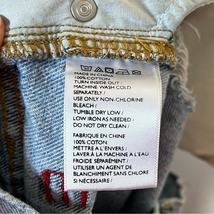 MADE IN CHINA
100% COTTON
TURN INSIDE OUT /
MACHINE WASH COLD
SEPARATELY /
USE ONLY NON-CHLORINE
BLEACH /
TUMBLE DRY LOW /
LOW IRON AS NEEDED /
DO NOT DRY CLEAN /
FABRIQUE EN CHINE
100% COTON
METTRE A L'ENVERS /
LAVER À LA MACHINE A L'EAU
FROIDE SÉPARÉMENT /
UTILISER UN AGENT DE
BLANCHIMENT SANS CHLORE
SI NÉCESSAIRE /